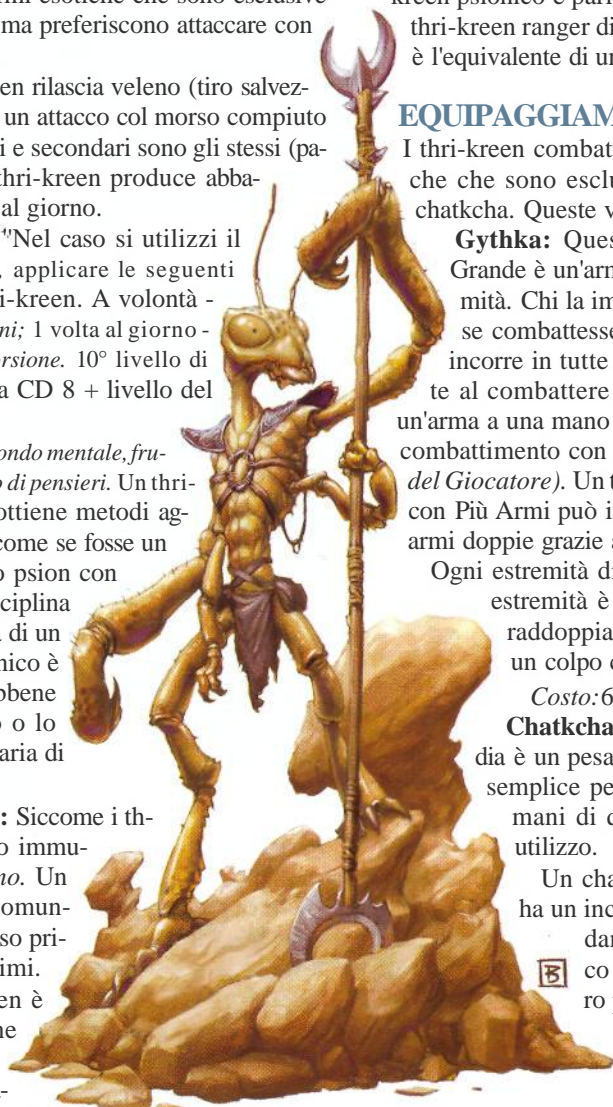 rmi esotiche che sono esclusive
ma preferiscono attaccare con
en rilascia veleno (tiro salvez-
un attacco col morso compiuto
i e secondari sono gli stessi (pa-
thri-kreen produce abba-
al giorno.
"Nel caso si utilizzi il
, applicare le seguenti
i-kreen. A volontà -
ni; 1 volta al giorno -
orsione. 10° livello di
a CD 8 + livello del
ondo mentale, fru-
o di pensieri. Un thri-
ottiene metodi ag-
come se fosse un
o psion con
ciplina
a di un
nico è
bbene
o o lo
aria di
: Siccome i th-
o immu-
no. Un
omun-
so pri-
imi.
en è
ne
a-
kreen psionico è pari
thri-kreen ranger di
è l'equivalente di un
EQUIPAGGIAM
I thri-kreen combatt
che che sono esclu
chatkcha. Queste v
Gythka: Ques
Grande è un'arm
mità. Chi la im
se combattesse
incorre in tutte
te al combattere
un'arma a una mano
combattimento con
del Giocatore). Un t
con Più Armi può i
armi doppie grazie a
Ogni estremità di
estremità è
raddoppia
un colpo c
Costo:6
Chatkcha
dia è un pesa
semplice pe
mani di c
utilizzo.
Un cha
ha un inc
dan
co
ro p
B